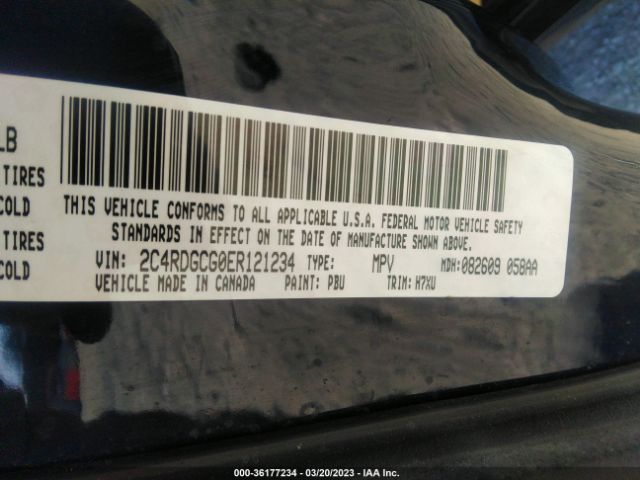 LB
TIRES
COLD
TIRES
COLD
THIS VEHICLE CONFORMS TO ALL APPLICABLE U.S.A. FEDERAL MOTOR VEHICLE SAFETY
STANDARDS IN EFFECT ON THE DATE OF MANUFACTURE SHOWN ABOVE.
VIN: 2C4RDGCG0ER121234 TYPE: MPV MDH: 082609 058AA
VEHICLE MADE IN CANADA PAINT: PBU TRIM: H7XU
000-36177234 - 03/20/2023 - IAA Inc.